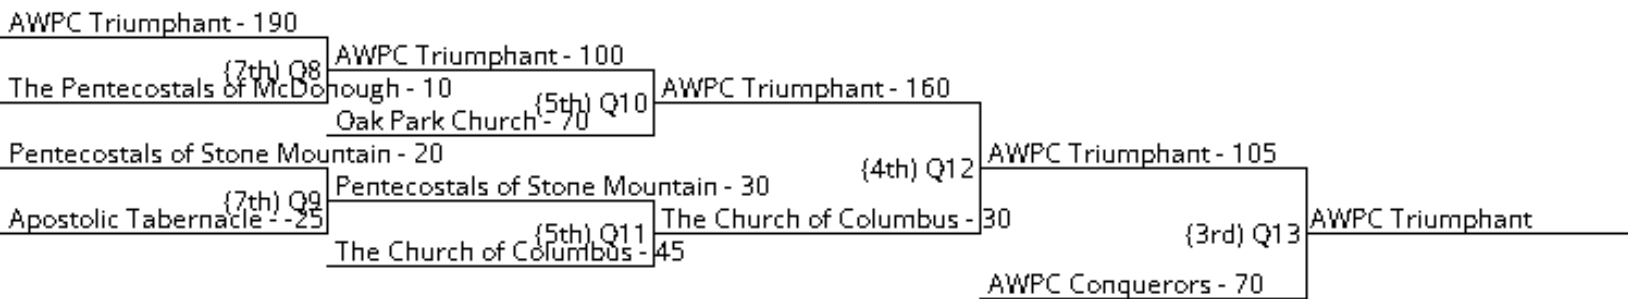 AWPC Triumphant - 190
(7th) Q8
The Pentecostals of McDonough - 10
Pentecostals of Stone Mountain - 20
(7th) Q9
Apostolic Tabernacle - -25
AWPC Triumphant - 100
(5th) Q10
Oak Park Church - 70
Pentecostals of Stone Mountain - 30
(5th) Q11
The Church of Columbus - 45
AWPC Triumphant - 160
(4th) Q12
The Church of Columbus - 30
AWPC Triumphant - 105
(3rd) Q13
AWPC Conquerors - 70
AWPC Triumphant